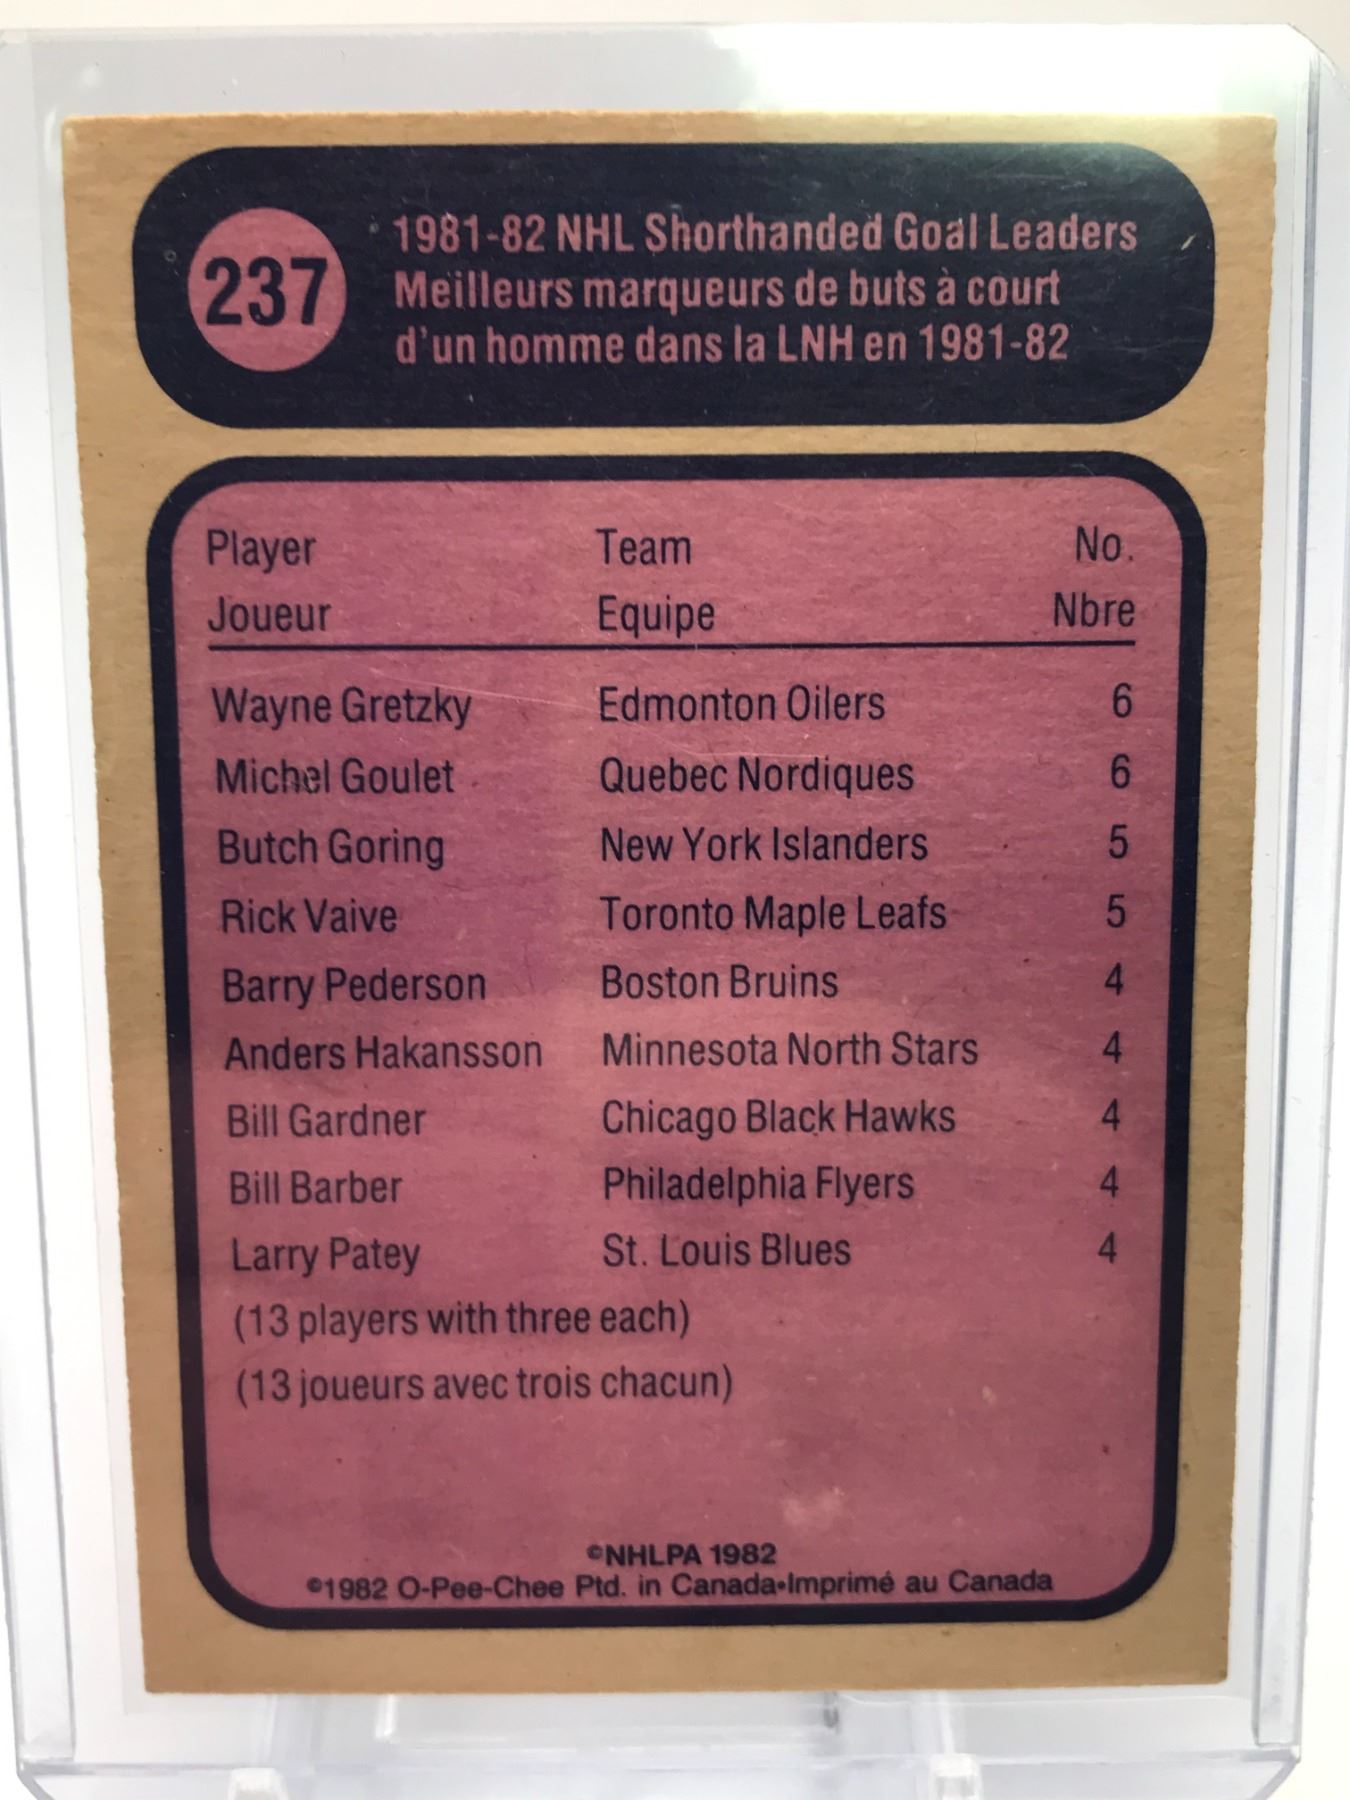 237
1981-82 NHL Shorthanded Goal Leaders
Meilleurs marqueurs de buts à court
d'un homme dans la LNH en 1981-82
Player Team No.
Joueur Equipe Nbre
Wayne Gretzky Edmonton Oilers 6
Michel Goulet Quebec Nordiques 6
Butch Goring New York Islanders 5
Rick Vaive Toronto Maple Leafs 5
Barry Pederson Boston Bruins 4
Anders Hakansson Minnesota North Stars 4
Bill Gardner Chicago Black Hawks 4
Bill Barber Philadelphia Flyers 4
Larry Patey St. Louis Blues 4
(13 players with three each)
(13 joueurs avec trois chacun)
©NHLPA 1982
©1982 O-Pee-Chee Ptd. in Canada•Imprimé au Canada